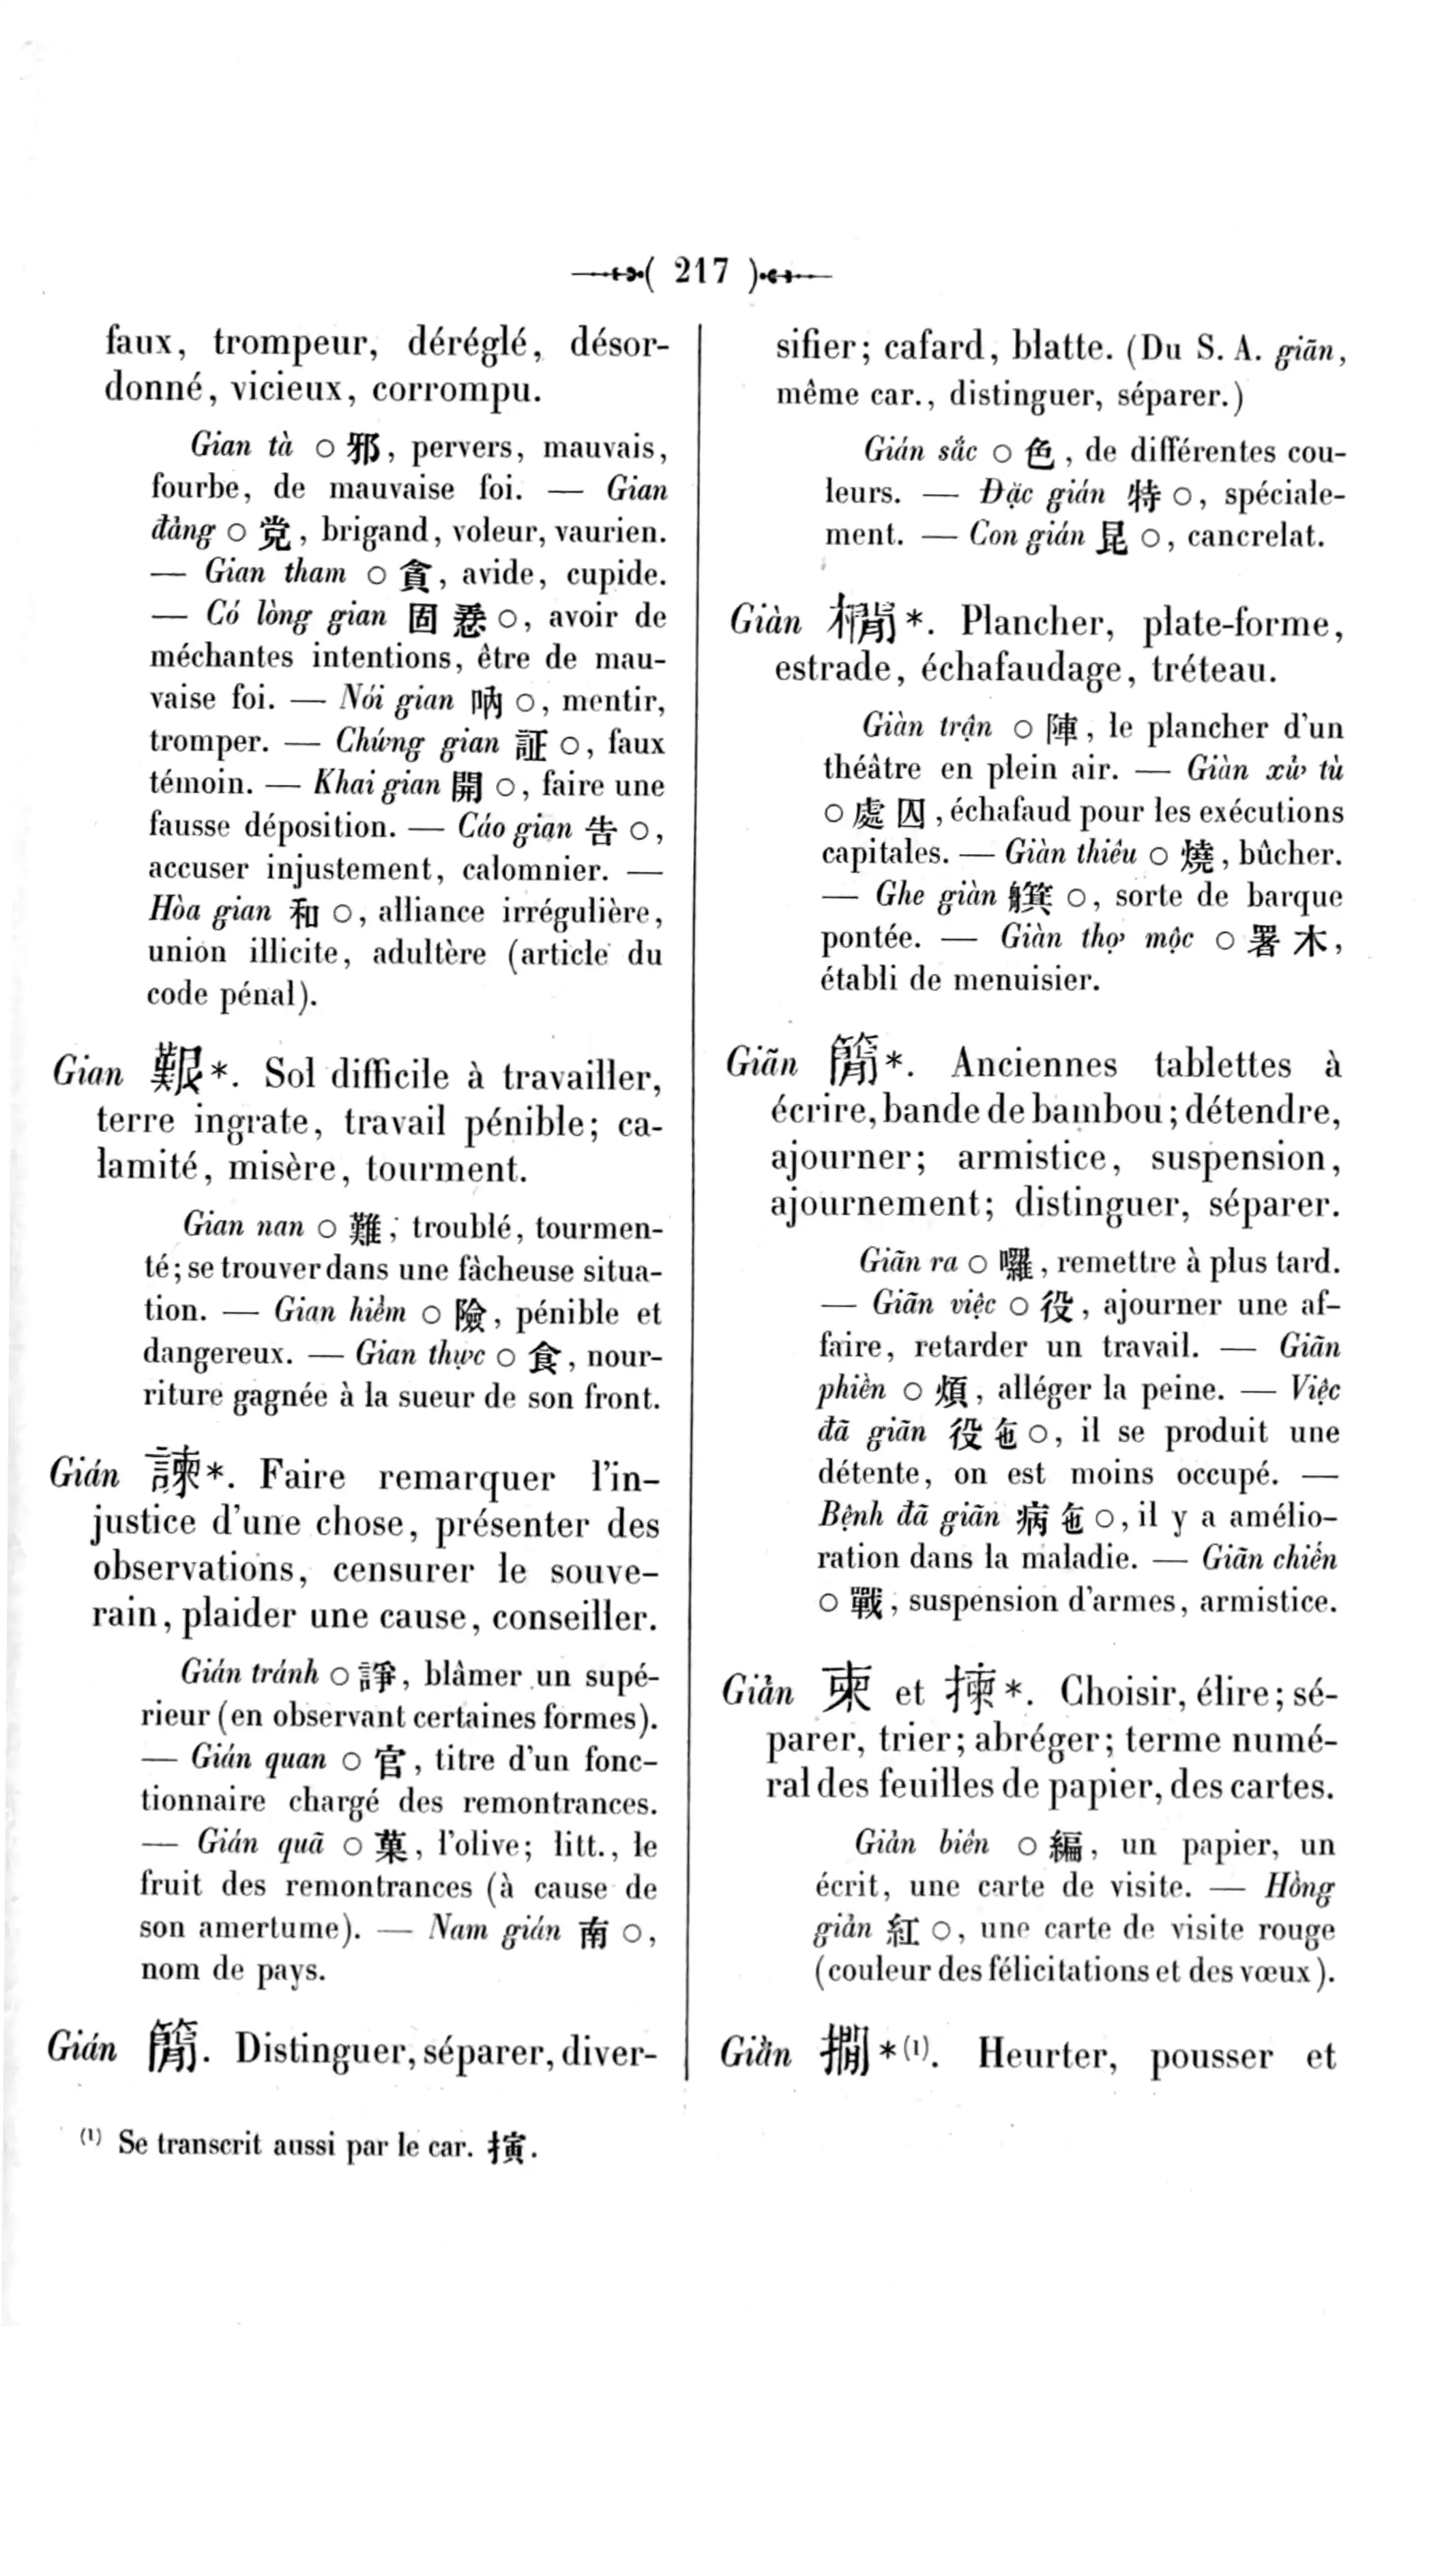 ( 217 )
faux, trompeur, déréglé, désor-
donné, vicieux, corrompu.
Gian tà ○ 邪, pervers, mauvais,
fourbe, de mauvaise foi. — Gian
đảng ○ 党, brigand, voleur, vaurien.
— Gian tham ○ 貪, avide, cupide.
— Có lòng gian 固 惎 ○, avoir de
méchantes intentions, être de mau-
vaise foi. — Nói gian 吶 ○, mentir,
tromper. — Chứng gian 証 ○, faux
témoin. — Khai gian 開 ○, faire une
fausse déposition. — Cáo gian 告 ○,
accuser injustement, calomnier. —
Hòa gian 和 ○, alliance irrégulière,
union illicite, adultère (article du
code pénal).
Gian 艱*. Sol difficile à travailler,
terre ingrate, travail pénible; ca-
lamité, misère, tourment.
Gian nan ○ 難, troublé, tourmen-
té; se trouver dans une fâcheuse situa-
tion. — Gian hiểm ○ 險, pénible et
dangereux. — Gian thực ○ 食, nour-
riture gagnée à la sueur de son front.
Gián 諫*. Faire remarquer l'in-
justice d'une chose, présenter des
observations, censurer le souve-
rain, plaider une cause, conseiller.
Gián tránh ○ 諍, blâmer un supé-
rieur (en observant certaines formes).
— Gián quan ○ 官, titre d'un fonc-
tionnaire chargé des remontrances.
— Gián quã ○ 菓, l'olive; litt., le
fruit des remontrances (à cause de
son amertume). — Nam gián 南 ○,
nom de pays.
Gián 簡. Distinguer, séparer, diver-
sifier; cafard, blatte. (Du S. A. giãn,
même car., distinguer, séparer.)
Gián sắc ○ 色, de différentes cou-
leurs. — Đặc gián 特 ○, spéciale-
ment. — Con gián 昆 ○, cancrelat.
Giàn *. Plancher, plate-forme,
estrade, échafaudage, tréteau.
Giàn trận ○ 陣, le plancher d'un
théâtre en plein air. — Giàn xử tù
○ 處 囚, échafaud pour les exécutions
capitales. — Giàn thiêu ○ 燒, bûcher.
— Ghe giàn ○, sorte de barque
pontée. — Giàn thợ mộc ○ 署 木,
établi de menuisier.
Giãn 簡*. Anciennes tablettes à
écrire, bande de bambou; détendre,
ajourner; armistice, suspension,
ajournement; distinguer, séparer.
Giãn ra ○ 囉, remettre à plus tard.
— Giãn việc ○ 役, ajourner une af-
faire, retarder un travail. — Giãn
phiền ○ 煩, alléger la peine. — Việc
đã giãn 役 ○, il se produit une
détente, on est moins occupé. —
Bệnh đã giãn 病 ○, il y a amélio-
ration dans la maladie. — Giãn chiến
○ 戰, suspension d'armes, armistice.
Giản 柬 et 揀*. Choisir, élire; sé-
parer, trier; abréger; terme numé-
ral des feuilles de papier, des cartes.
Giản biên ○ 編, un papier, un
écrit, une carte de visite. — Hồng
giản 紅 ○, une carte de visite rouge
(couleur des félicitations et des vœux).
Giằn 撊*(1). Heurter, pousser et
(1) Se transcrit aussi par le car. 㨙.